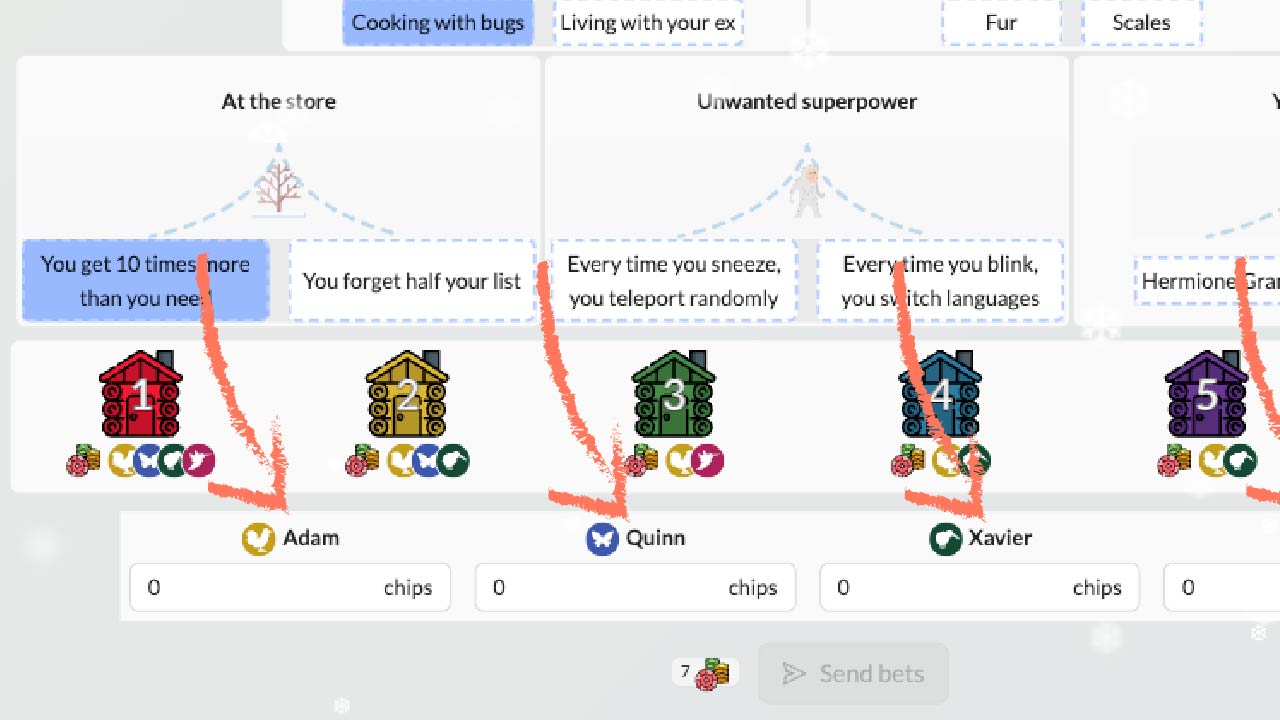 Cooking with bugs
Living with your ex
Fur
Scales
At the store
Unwanted superpower
You get 10 times more
than you need
You forget half your list
Every time you sneeze,
you teleport randomly
Every time you blink,
you switch languages
Hermione
1
2
3
4
5
Adam
Quinn
Xavier
0 chips
0 chips
0 chips
0
7
Send bets